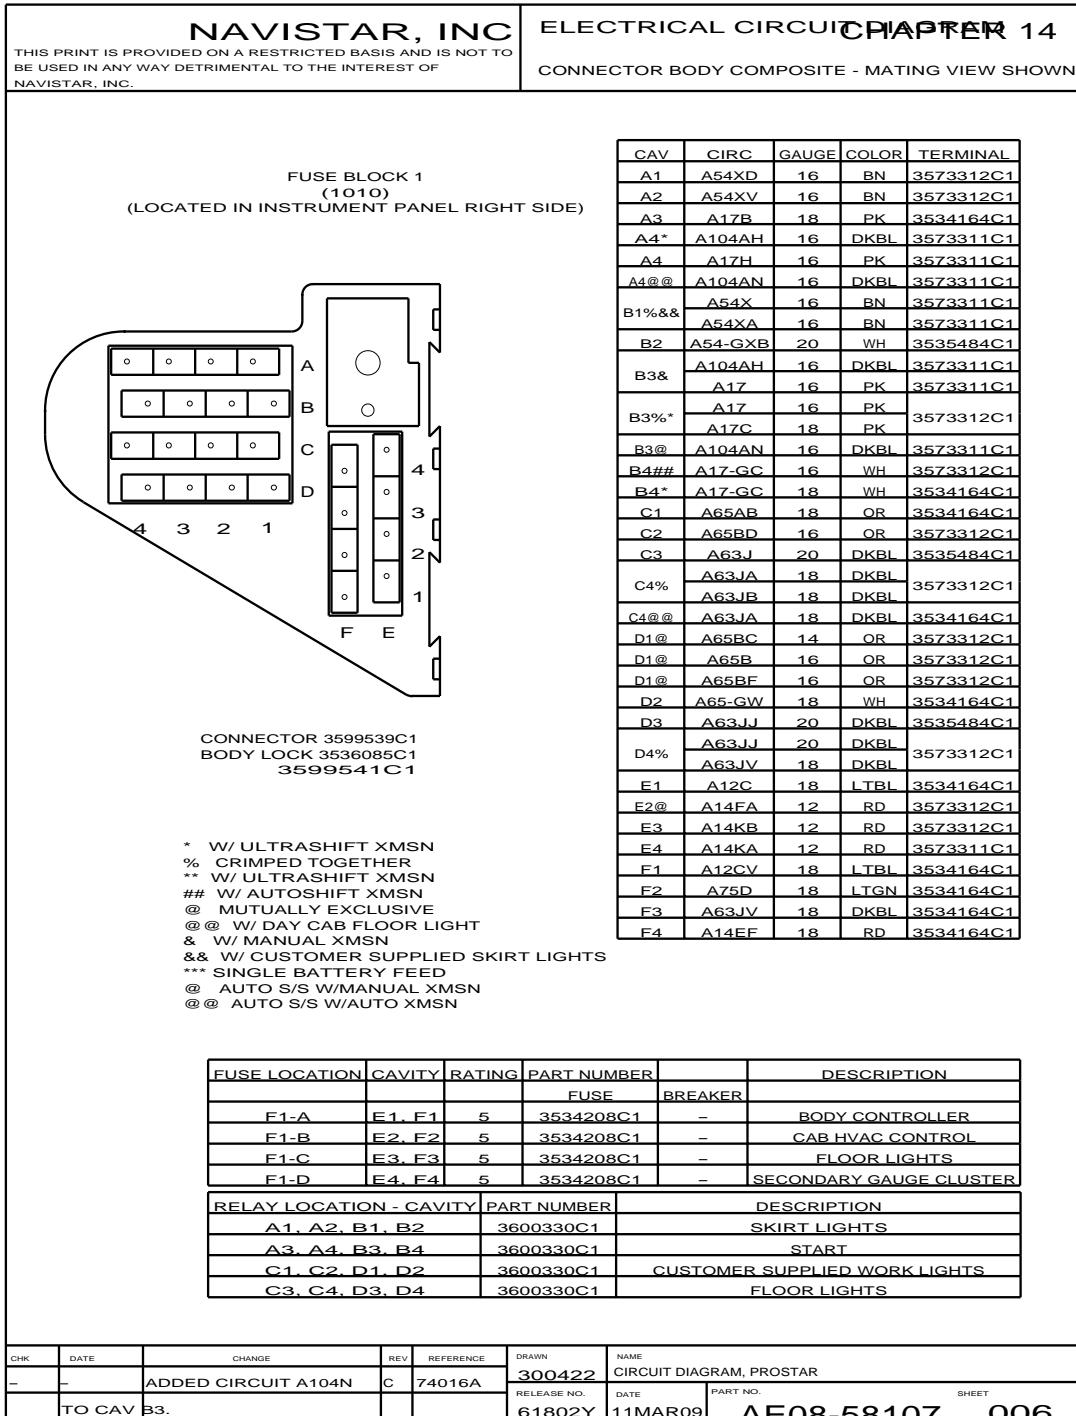 NAVISTAR, INC
THIS PRINT IS PROVIDED ON A RESTRICTED BASIS AND IS NOT TO
BE USED IN ANY WAY DETRIMENTAL TO THE INTEREST OF
NAVISTAR, INC.
ELECTRICAL CIRCUIT DIAGRAM
CHAPTER 14
CONNECTOR BODY COMPOSITE - MATING VIEW SHOWN
FUSE BLOCK 1
(1010)
(LOCATED IN INSTRUMENT PANEL RIGHT SIDE)
A
B
C
D
4 3 2 1
4
3
2
1
F E
CONNECTOR 3599539C1
BODY LOCK 3536085C1
3599541C1
* W/ ULTRASHIFT XMSN
% CRIMPED TOGETHER
** W/ ULTRASHIFT XMSN
## W/ AUTOSHIFT XMSN
@ MUTUALLY EXCLUSIVE
@@ W/ DAY CAB FLOOR LIGHT
& W/ MANUAL XMSN
&& W/ CUSTOMER SUPPLIED SKIRT LIGHTS
*** SINGLE BATTERY FEED
@ AUTO S/S W/MANUAL XMSN
@@ AUTO S/S W/AUTO XMSN
CAV CIRC GAUGE COLOR TERMINAL
A1 A54XD 16 BN 3573312C1
A2 A54XV 16 BN 3573312C1
A3 A17B 18 PK 3534164C1
A4* A104AH 16 DKBL 3573311C1
A4 A17H 16 PK 3573311C1
A4@@ A104AN 16 DKBL 3573311C1
B1%&& A54X 16 BN 3573311C1
A54XA 16 BN 3573311C1
B2 A54-GXB 20 WH 3535484C1
B3& A104AH 16 DKBL 3573311C1
A17 16 PK 3573311C1
B3%* A17 16 PK 3573312C1
A17C 18 PK
B3@ A104AN 16 DKBL 3573311C1
B4## A17-GC 16 WH 3573312C1
B4* A17-GC 18 WH 3534164C1
C1 A65AB 18 OR 3534164C1
C2 A65BD 16 OR 3573312C1
C3 A63J 20 DKBL 3535484C1
C4% A63JA 18 DKBL 3573312C1
A63JB 18 DKBL
C4@@ A63JA 18 DKBL 3534164C1
D1@ A65BC 14 OR 3573312C1
D1@ A65B 16 OR 3573312C1
D1@ A65BF 16 OR 3573312C1
D2 A65-GW 18 WH 3534164C1
D3 A63JJ 20 DKBL 3535484C1
D4% A63JJ 20 DKBL 3573312C1
A63JV 18 DKBL
E1 A12C 18 LTBL 3534164C1
E2@ A14FA 12 RD 3573312C1
E3 A14KB 12 RD 3573312C1
E4 A14KA 12 RD 3573311C1
F1 A12CV 18 LTBL 3534164C1
F2 A75D 18 LTGN 3534164C1
F3 A63JV 18 DKBL 3534164C1
F4 A14EF 18 RD 3534164C1
FUSE LOCATION CAVITY RATING PART NUMBER DESCRIPTION
FUSE BREAKER
F1-A E1, F1 5 3534208C1 – BODY CONTROLLER
F1-B E2, F2 5 3534208C1 – CAB HVAC CONTROL
F1-C E3, F3 5 3534208C1 – FLOOR LIGHTS
F1-D E4, F4 5 3534208C1 – SECONDARY GAUGE CLUSTER
RELAY LOCATION - CAVITY PART NUMBER DESCRIPTION
A1, A2, B1, B2 3600330C1 SKIRT LIGHTS
A3, A4, B3, B4 3600330C1 START
C1, C2, D1, D2 3600330C1 CUSTOMER SUPPLIED WORK LIGHTS
C3, C4, D3, D4 3600330C1 FLOOR LIGHTS
CHK DATE CHANGE REV REFERENCE DRAWN NAME
– – ADDED CIRCUIT A104N C 74016A 300422 CIRCUIT DIAGRAM, PROSTAR
RELEASE NO. DATE PART NO. SHEET
TO CAV B3. 61802Y 11MAR09 AE08-58107 006